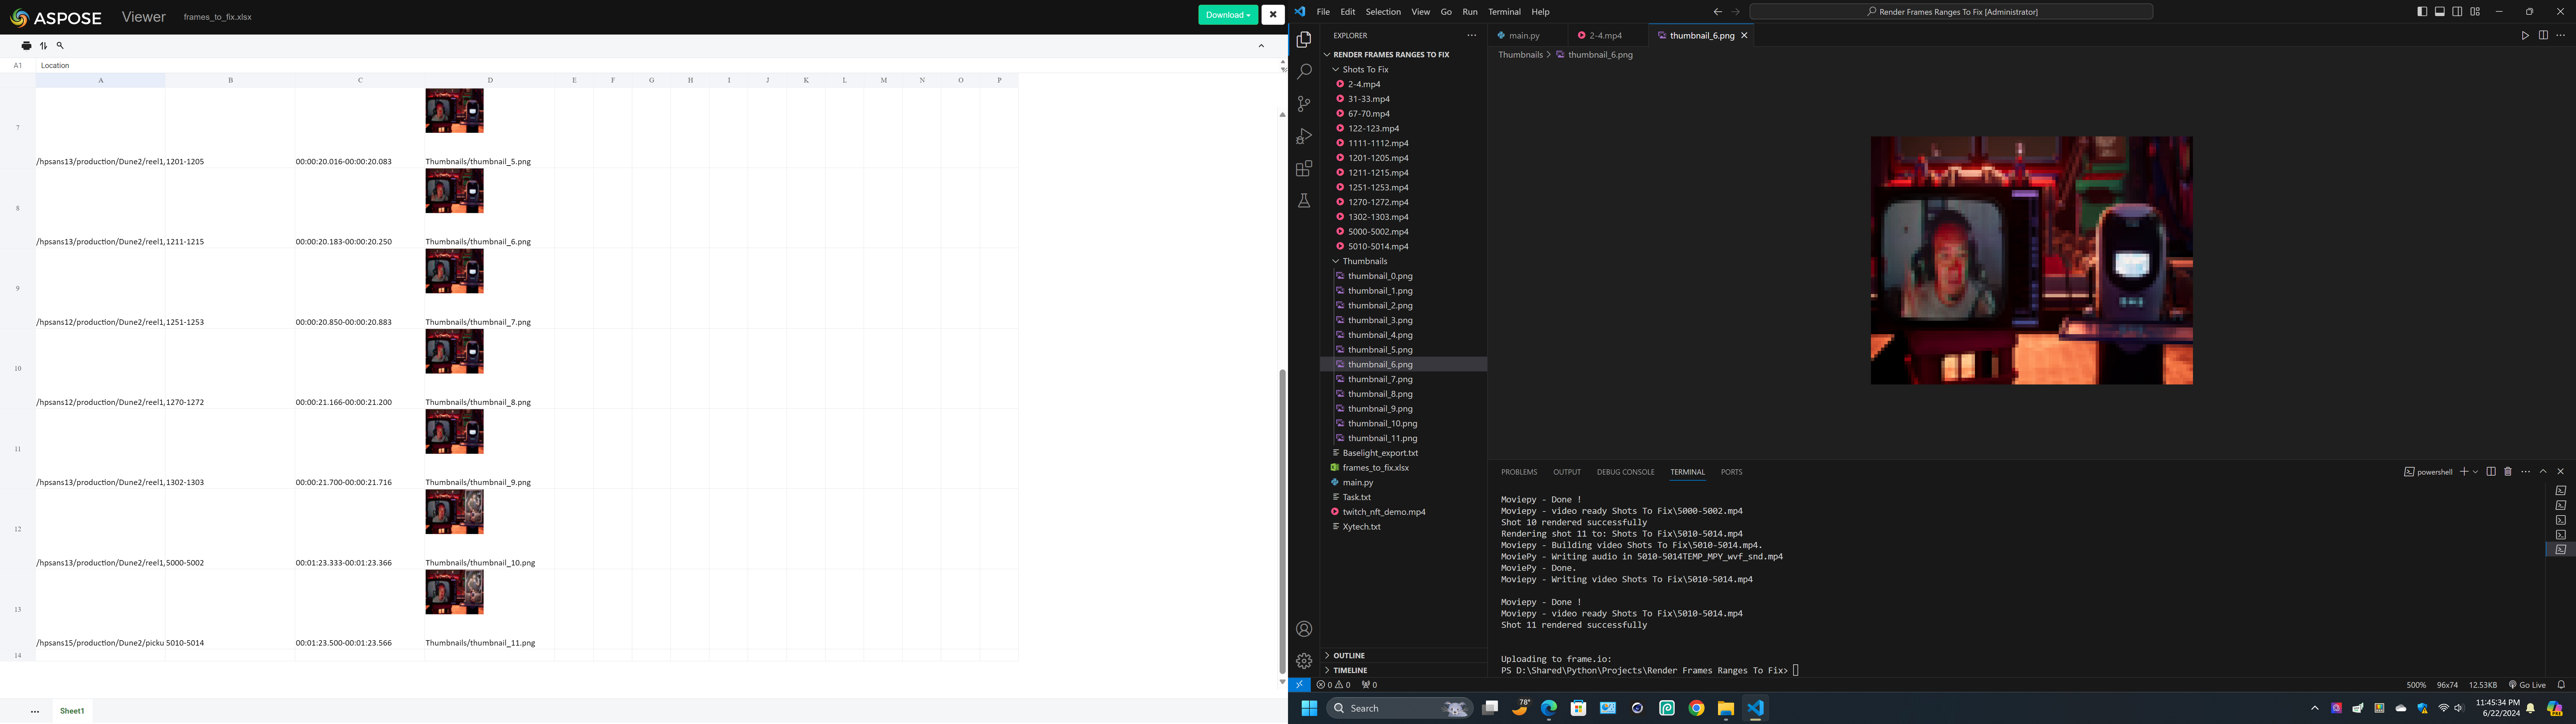 ASPOSE Viewer frames_to_fix.xlsx Download
A1 Location
A B C D E F G H I J K L M N O P
7 /hpsans13/production/Dune2/reel1, 1201-1205 00:00:20.016-00:00:20.083 Thumbnails/thumbnail_5.png
8 /hpsans13/production/Dune2/reel1, 1211-1215 00:00:20.183-00:00:20.250 Thumbnails/thumbnail_6.png
9 /hpsans12/production/Dune2/reel1, 1251-1253 00:00:20.850-00:00:20.883 Thumbnails/thumbnail_7.png
10 /hpsans12/production/Dune2/reel1, 1270-1272 00:00:21.166-00:00:21.200 Thumbnails/thumbnail_8.png
11 /hpsans13/production/Dune2/reel1, 1302-1303 00:00:21.700-00:00:21.716 Thumbnails/thumbnail_9.png
12 /hpsans13/production/Dune2/reel1, 5000-5002 00:01:23.333-00:01:23.366 Thumbnails/thumbnail_10.png
13 /hpsans15/production/Dune2/picku 5010-5014 00:01:23.500-00:01:23.566 Thumbnails/thumbnail_11.png
14
... Sheet1
File Edit Selection View Go Run Terminal Help
Render Frames Ranges To Fix [Administrator]
EXPLORER ...
RENDER FRAMES RANGES TO FIX
Shots To Fix
2-4.mp4
31-33.mp4
67-70.mp4
122-123.mp4
1111-1112.mp4
1201-1205.mp4
1211-1215.mp4
1251-1253.mp4
1270-1272.mp4
1302-1303.mp4
5000-5002.mp4
5010-5014.mp4
Thumbnails
thumbnail_0.png
thumbnail_1.png
thumbnail_2.png
thumbnail_3.png
thumbnail_4.png
thumbnail_5.png
thumbnail_6.png
thumbnail_7.png
thumbnail_8.png
thumbnail_9.png
thumbnail_10.png
thumbnail_11.png
Baselight_export.txt
frames_to_fix.xlsx
main.py
Task.txt
twitch_nft_demo.mp4
Xytech.txt
OUTLINE
TIMELINE
main.py 2-4.mp4 thumbnail_6.png
Thumbnails > thumbnail_6.png
PROBLEMS OUTPUT DEBUG CONSOLE TERMINAL PORTS powershell
Moviepy - Done !
Moviepy - video ready Shots To Fix\5000-5002.mp4
Shot 10 rendered successfully
Rendering shot 11 to: Shots To Fix\5010-5014.mp4
Moviepy - Building video Shots To Fix\5010-5014.mp4.
MoviePy - Writing audio in 5010-5014TEMP_MPY_wvf_snd.mp4
MoviePy - Done.
Moviepy - Writing video Shots To Fix\5010-5014.mp4
Moviepy - Done !
Moviepy - video ready Shots To Fix\5010-5014.mp4
Shot 11 rendered successfully
Uploading to frame.io:
PS D:\Shared\Python\Projects\Render Frames Ranges To Fix>
0 0 0 500% 96x74 12.53KB Go Live
Search 78° 11:45:34 PM
6/22/2024